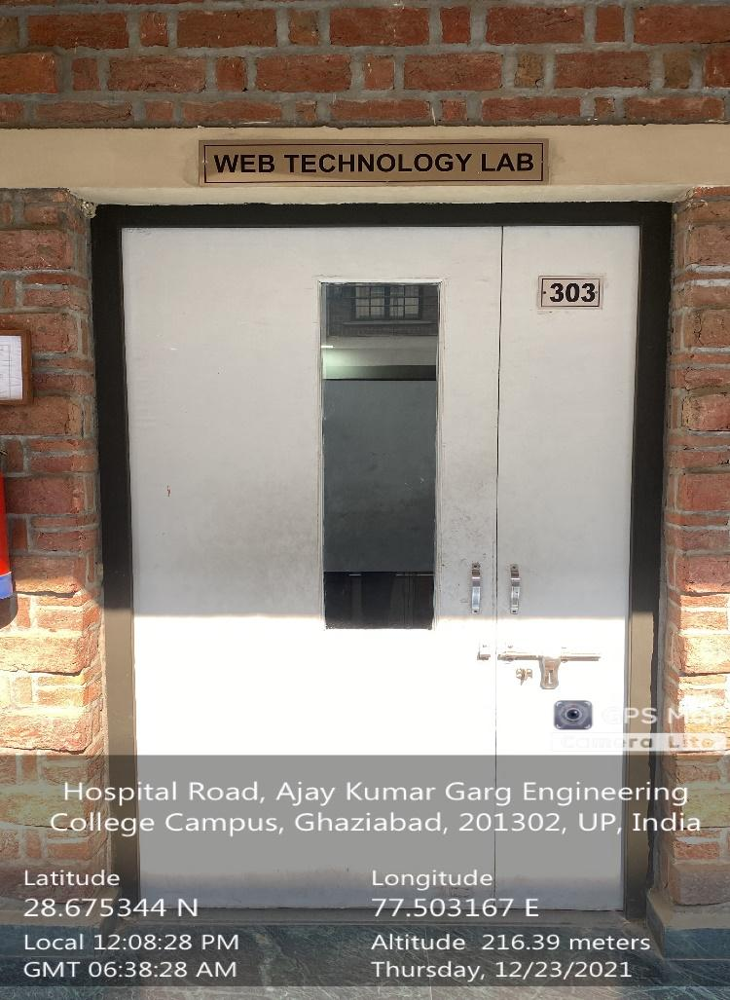 WEB TECHNOLOGY LAB
303
GPS Map
Camera Lite
Hospital Road, Ajay Kumar Garg Engineering
College Campus, Ghaziabad, 201302, UP, India
Latitude
28.675344 N
Longitude
77.503167 E
Local 12:08:28 PM
GMT 06:38:28 AM
Altitude 216.39 meters
Thursday, 12/23/2021